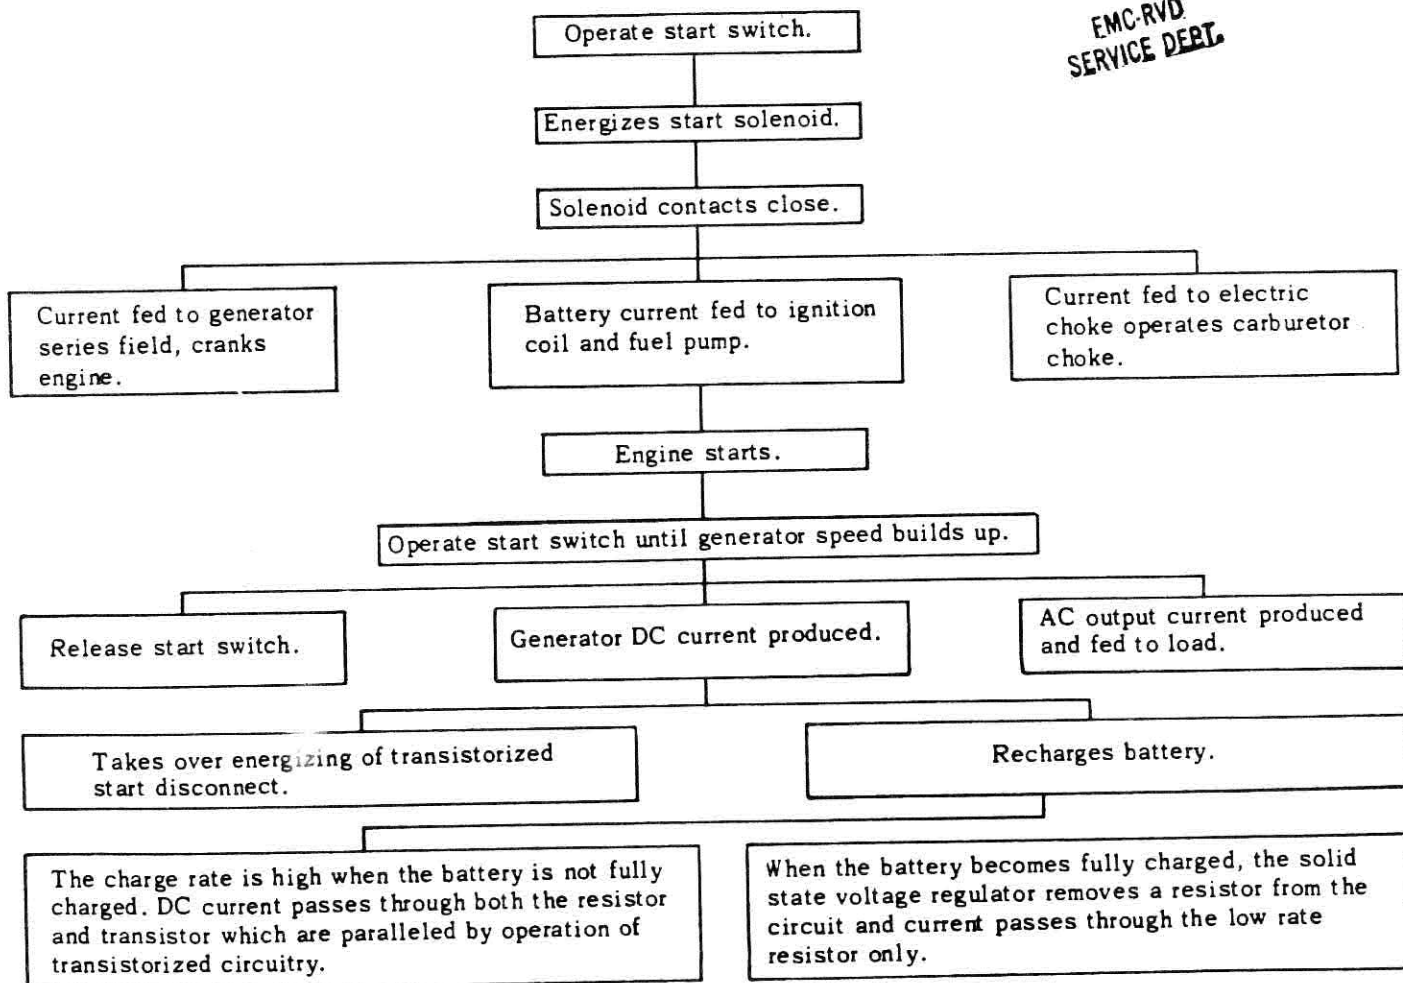 EMC-RVD
SERVICE DEPT.
Operate start switch.
Energizes start solenoid.
Solenoid contacts close.
Current fed to generator
series field, cranks
engine.
Battery current fed to ignition
coil and fuel pump.
Current fed to electric
choke operates carburetor
choke.
Engine starts.
Operate start switch until generator speed builds up.
Release start switch.
Generator DC current produced.
AC output current produced
and fed to load.
Takes over energizing of transistorized
start disconnect.
Recharges battery.
The charge rate is high when the battery is not fully
charged. DC current passes through both the resistor
and transistor which are paralleled by operation of
transistorized circuitry.
When the battery becomes fully charged, the solid
state voltage regulator removes a resistor from the
circuit and current passes through the low rate
resistor only.